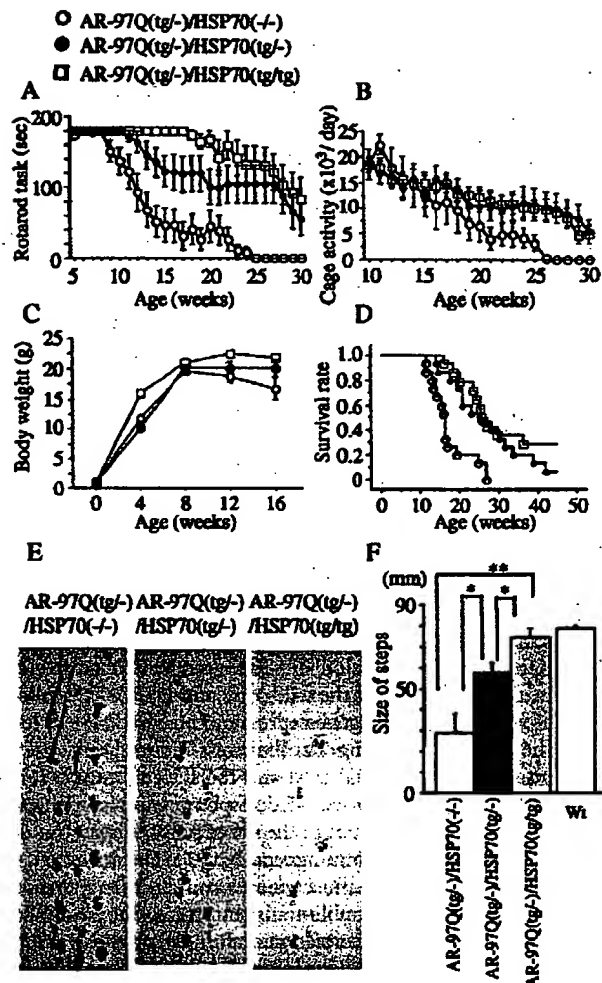 AR-97Q(tg/-)/HSP70(-/-)
AR-97Q(tg/-)/HSP70(tg/-)
AR-97Q(tg/-)/HSP70(tg/tg)
A
Rotarod task (sec)
200
100
0
5 10 15 20 25 30
Age (weeks)
B
Cage activity (x10³/ day)
25
20
15
10
5
0
10 15 20 25 30
Age (weeks)
C
Body weight (g)
25
20
15
10
5
0
0 4 8 12 16
Age (weeks)
D
Survival rate
1.0
0.8
0.6
0.4
0.2
0
0 10 20 30 40 50
Age (weeks)
E
AR-97Q(tg/-) AR-97Q(tg/-) AR-97Q(tg/-)
/HSP70(-/-) /HSP70(tg/-) /HSP70(tg/tg)
F
(mm)
**
* *
Size of steps
90
50
0
AR-97Q(tg/-)/HSP70(-/-)
AR-97Q(tg/-)/HSP70(tg/-)
AR-97Q(tg/-)/HSP70(tg/tg)
Wt